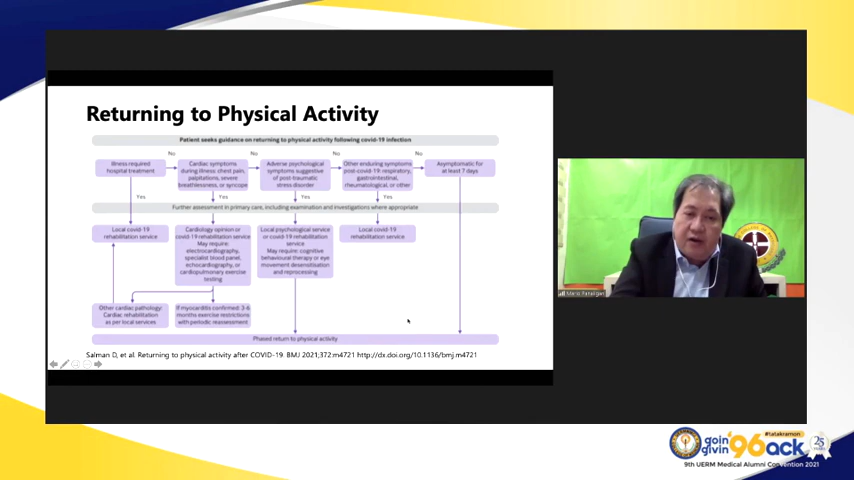 Returning to Physical Activity
Patient seeks guidance on returning to physical activity following covid-19 infection
No
No
No
No
Illness required
hospital treatment
Cardiac symptoms
during illness: chest pain,
palpitations, severe
breathlessness, or syncope
Adverse psychological
symptoms suggestive
of post-traumatic
stress disorder
Other enduring symptoms
post-covid-19: respiratory,
gastrointestinal,
rheumatological, or other
Asymptomatic for
at least 7 days
Yes
Yes
Yes
Yes
Further assessment in primary care, including examination and investigations where appropriate
Local covid-19
rehabilitation service
Cardiology opinion or
covid-19 rehabilitation service
May require:
electrocardiography,
specialist blood panel,
echocardiography, or
cardiopulmonary exercise
testing
Local psychological service
or covid-19 rehabilitation
service
May require: cognitive
behavioural therapy or eye
movement desensitisation
and reprocessing
Local covid-19
rehabilitation service
Other cardiac pathology:
Cardiac rehabilitation
as per local services
If myocarditis confirmed: 3-6
months exercise restrictions
with periodic reassessment
Phased return to physical activity
Salman D, et al. Returning to physical activity after COVID-19. BMJ 2021;372:m4721 http://dx.doi.org/10.1136/bmj.m4721
COLLEGE OF
Mario Panaligan
#latakramon
goin' givin' '96 back
25
YEARS
9th UERM Medical Alumni Convention 2021